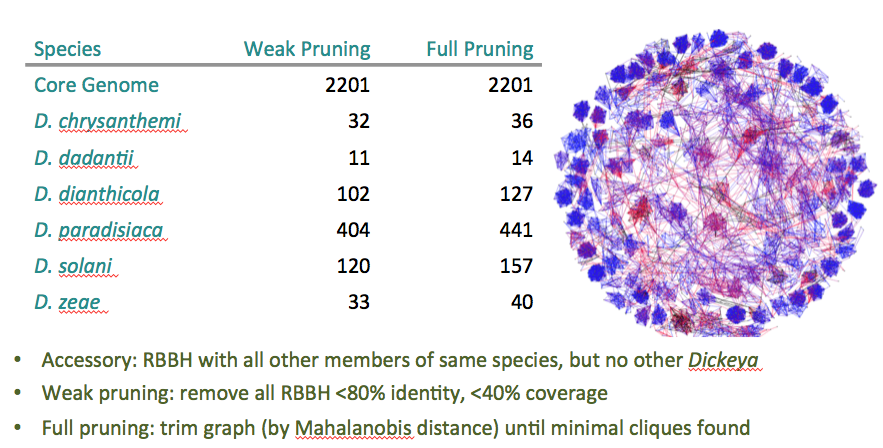 Species Weak Pruning Full Pruning
Core Genome 2201 2201
D. chrysanthemi 32 36
D. dadantii 11 14
D. dianthicola 102 127
D. paradisiaca 404 441
D. solani 120 157
D. zeae 33 40
• Accessory: RBBH with all other members of same species, but no other Dickeya
• Weak pruning: remove all RBBH <80% identity, <40% coverage
• Full pruning: trim graph (by Mahalanobis distance) until minimal cliques found